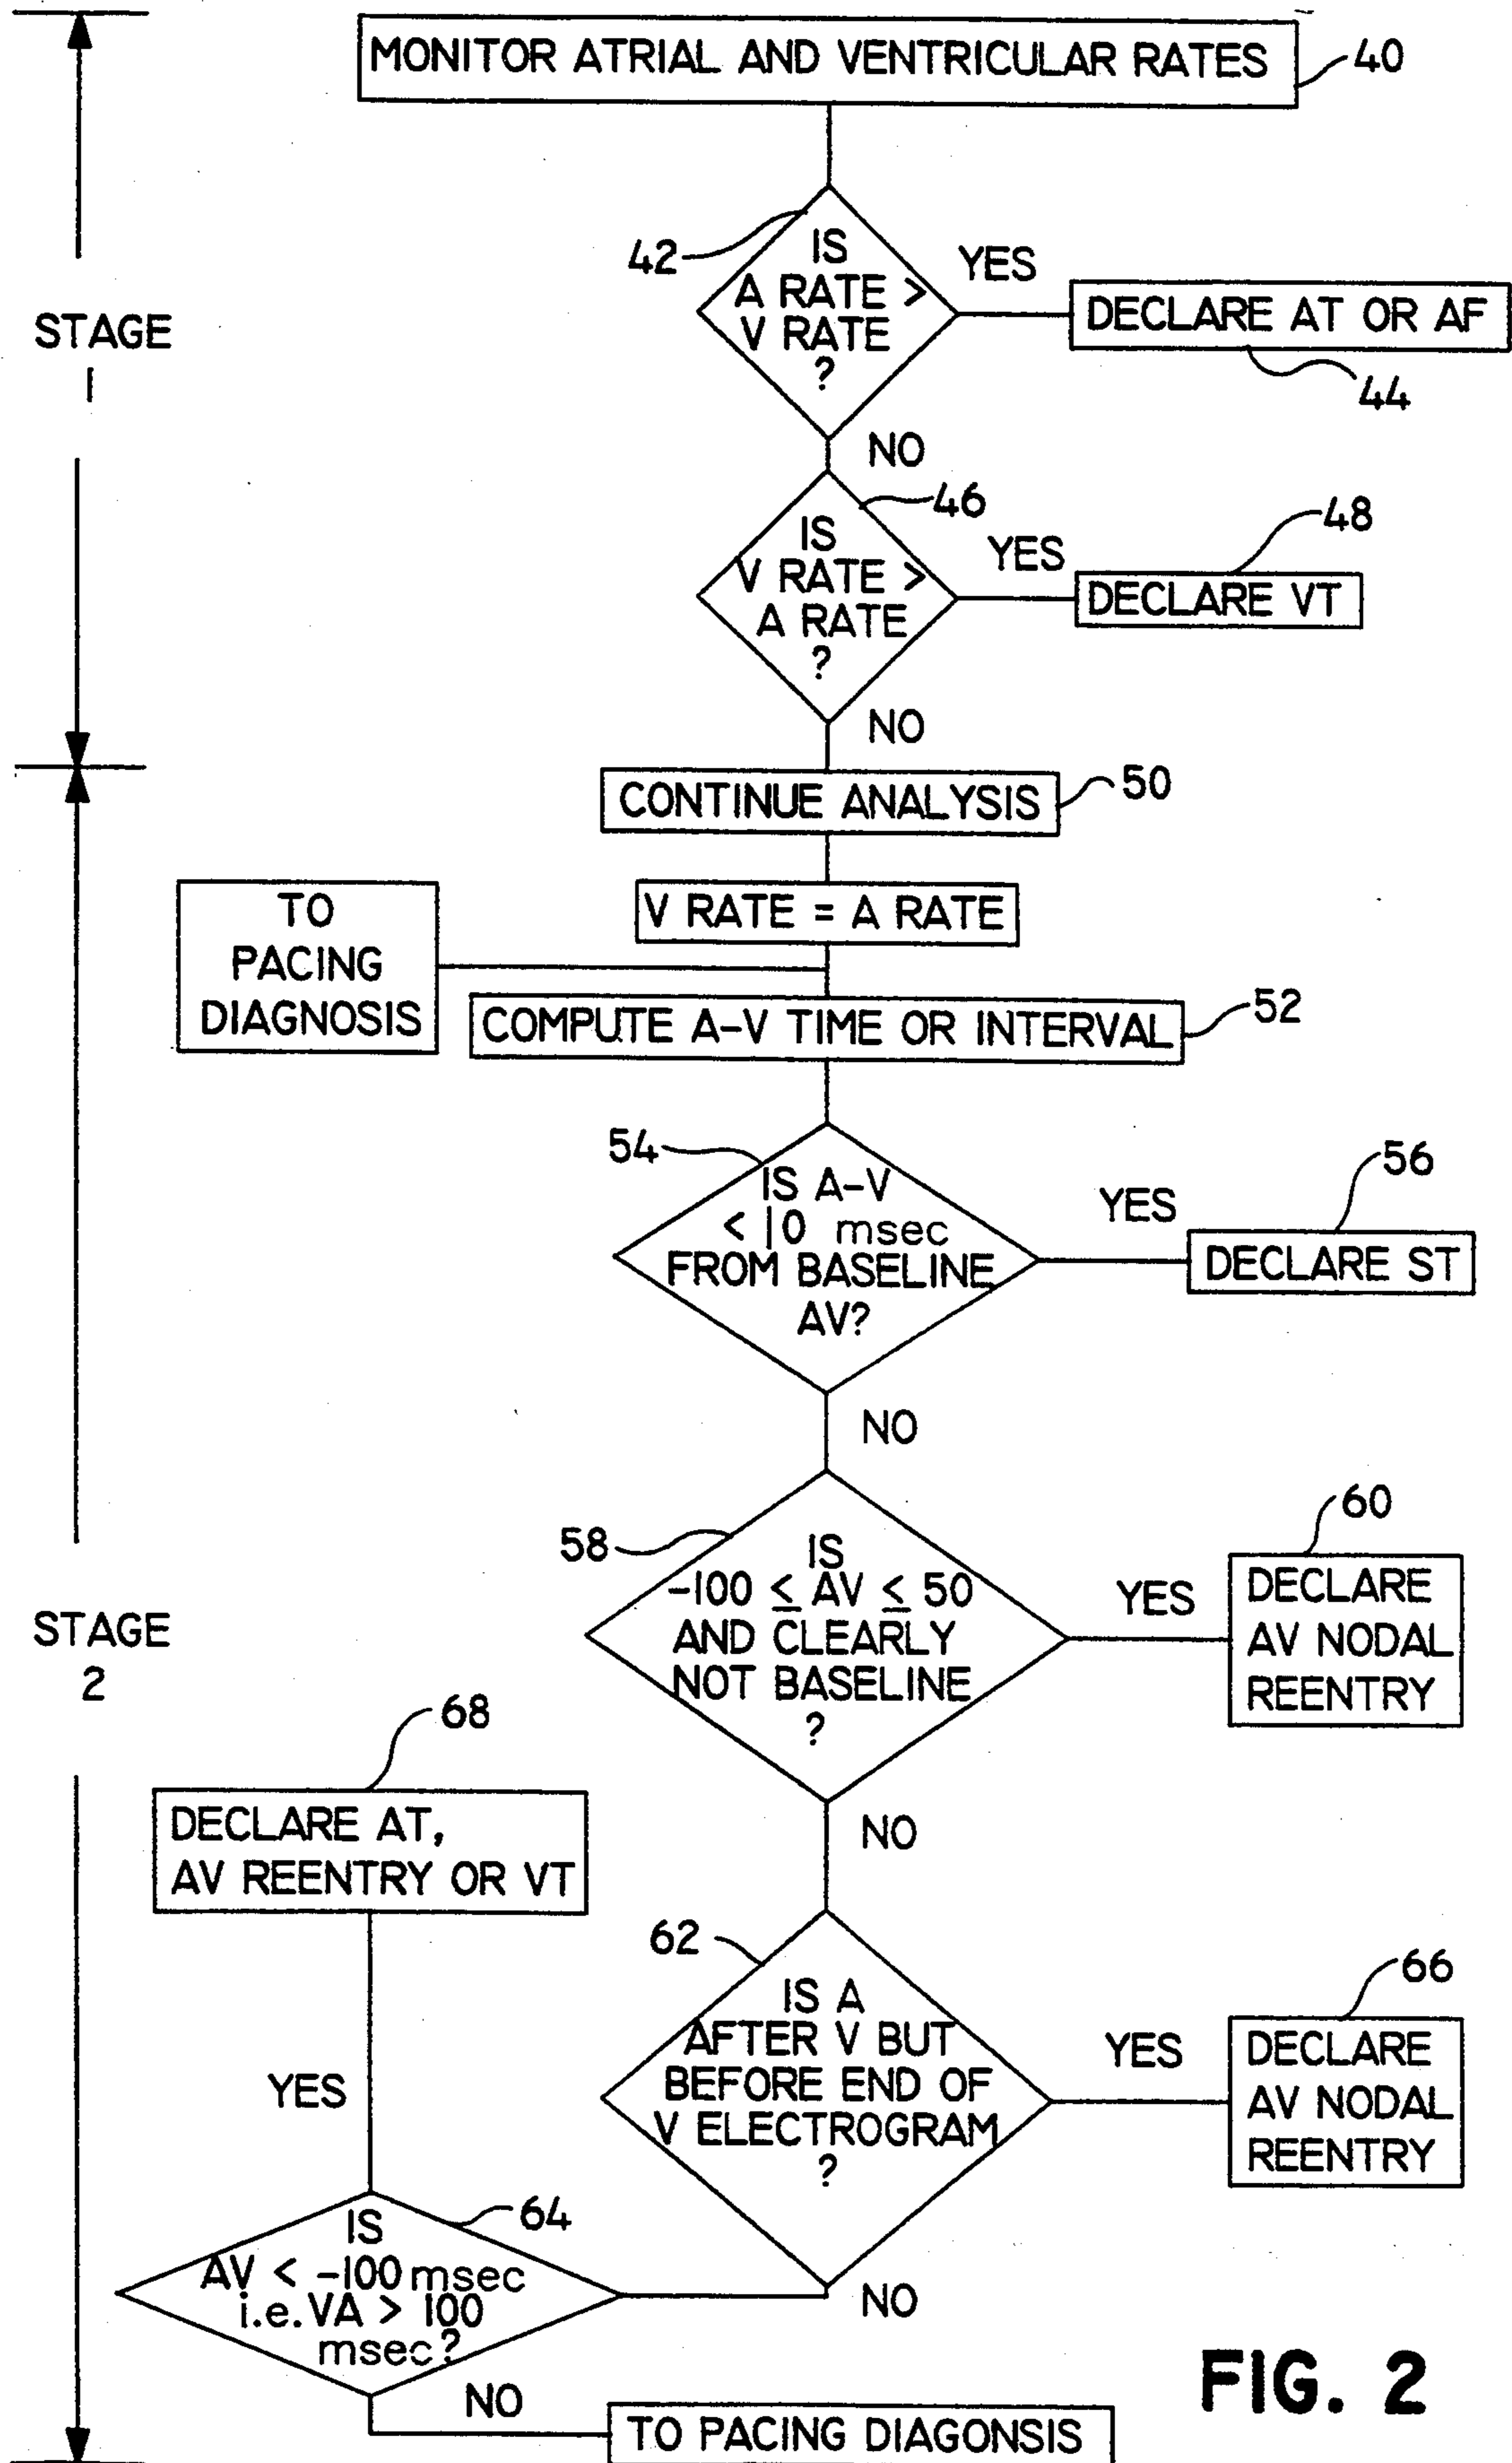 MONITOR ATRIAL AND VENTRICULAR RATES
40
42
IS
A RATE >
V RATE
?
YES
DECLARE AT OR AF
44
STAGE
1
NO
46
IS
V RATE >
A RATE
?
YES
48
DECLARE VT
NO
CONTINUE ANALYSIS
50
V RATE = A RATE
TO
PACING
DIAGNOSIS
COMPUTE A-V TIME OR INTERVAL
52
54
IS A-V
< 10 msec
FROM BASELINE
AV?
YES
56
DECLARE ST
NO
58
IS
-100 ≤ AV ≤ 50
AND CLEARLY
NOT BASELINE
?
YES
60
DECLARE
AV NODAL
REENTRY
STAGE
2
NO
68
DECLARE AT,
AV REENTRY OR VT
62
IS A
AFTER V BUT
BEFORE END OF
V ELECTROGRAM
?
YES
66
DECLARE
AV NODAL
REENTRY
YES
NO
64
IS
AV < -100 msec
i.e. VA > 100
msec?
NO
TO PACING DIAGONSIS
FIG. 2